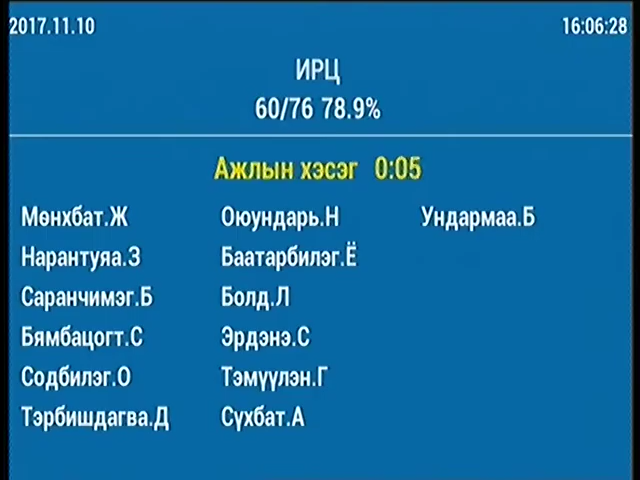 2017.11.10 16:06:28
ИРЦ
60/76 78.9%
Ажлын хэсэг 0:05
Мөнхбат.Ж Оюундарь.Н Ундармаа.Б
Нарантуяа.З Баатарбилэг.Ё
Саранчимэг.Б Болд.Л
Бямбацогт.С Эрдэнэ.С
Содбилэг.О Тэмүүлэн.Г
Тэрбишдагва.Д Сүхбат.А